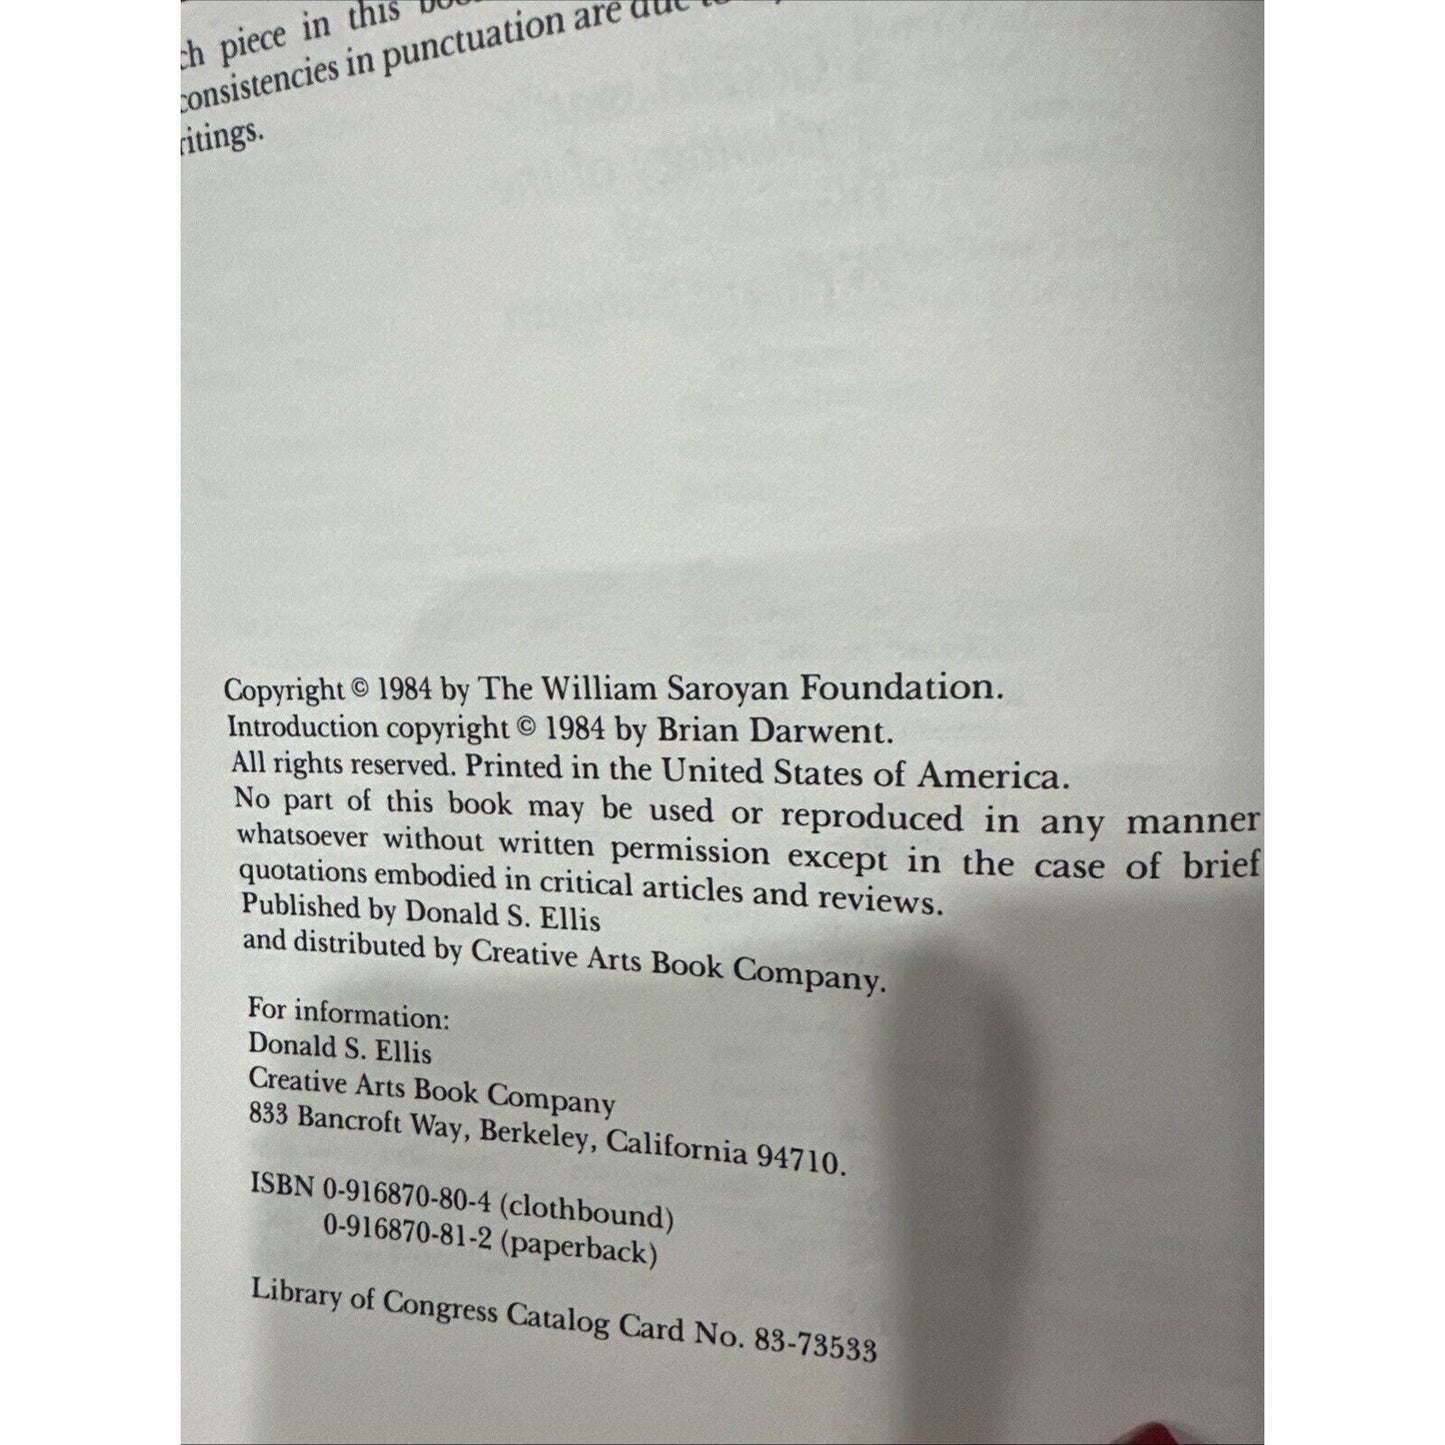 ch piece in this
consistencies in punctuation are due
ritings.
Copyright © 1984 by The William Saroyan Foundation.
Introduction copyright © 1984 by Brian Darwent.
All rights reserved. Printed in the United States of America.
No part of this book may be used or reproduced in any manner
whatsoever without written permission except in the case of brief
quotations embodied in critical articles and reviews.
Published by Donald S. Ellis
and distributed by Creative Arts Book Company.
For information:
Donald S. Ellis
Creative Arts Book Company
833 Bancroft Way, Berkeley, California 94710.
ISBN 0-916870-80-4 (clothbound)
0-916870-81-2 (paperback)
Library of Congress Catalog Card No. 83-73533